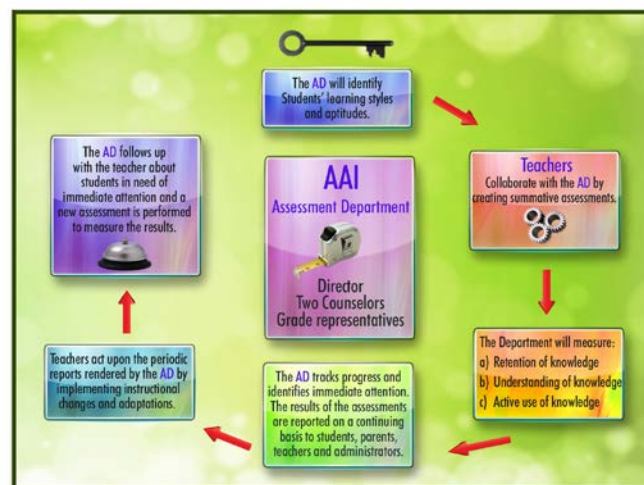 The AD will identify
Students' learning styles
and aptitudes.
Teachers
Collaborate with the AD by
creating summative assessments.
The Department will measure:
a) Retention of knowledge
b) Understanding of knowledge
c) Active use of knowledge
The AD tracks progress and
identifies immediate attention.
The results of the assessments
are reported on a continuing
basis to students, parents,
teachers and administrators.
Teachers act upon the periodic
reports rendered by the AD by
implementing instructional
changes and adaptations.
The AD follows up
with the teacher about
students in need of
immediate attention and a
new assessment is performed
to measure the results.
AAI
Assessment Department
Director
Two Counselors
Grade representatives